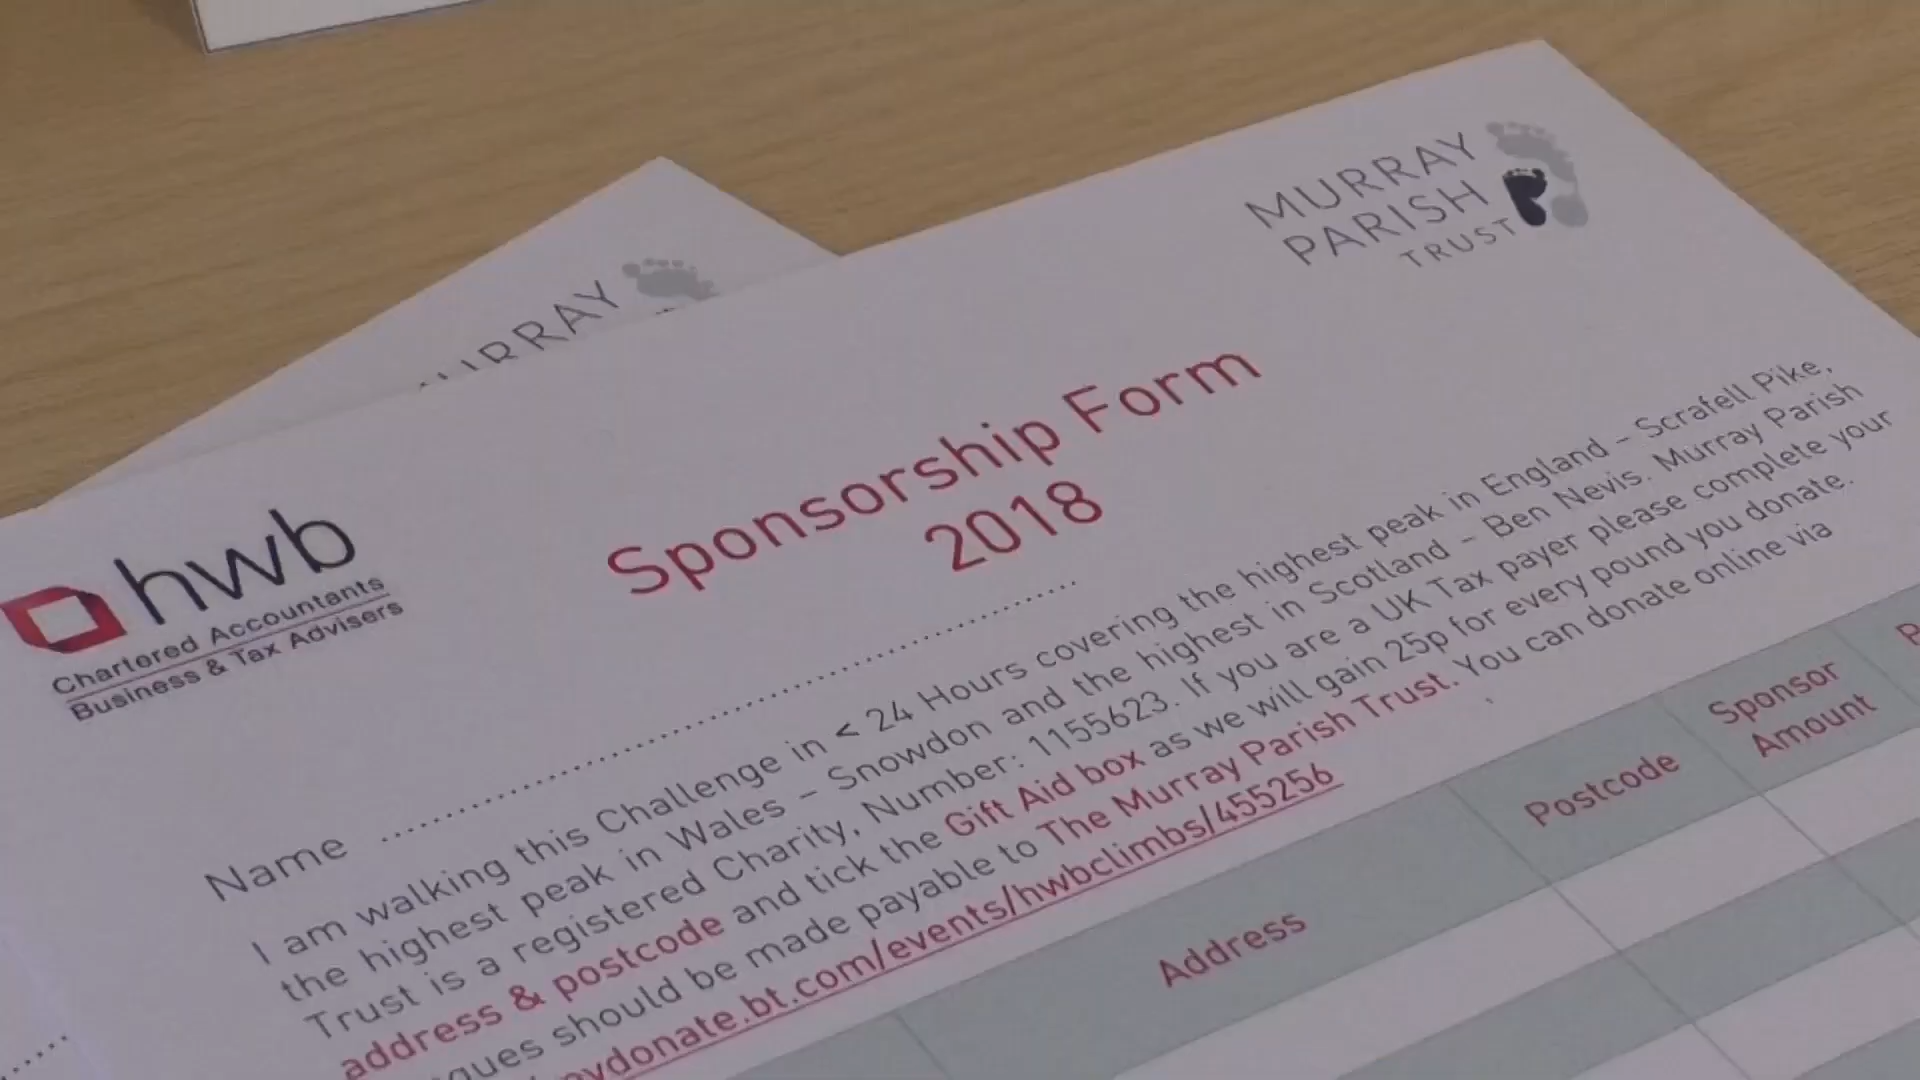 MURRAY
PARISH
TRUST
RRAY
Sponsorship Form
2018
hwb
Chartered Accountants
Business & Tax Advisers
Name
I am walking this Challenge in < 24 Hours covering the highest peak in England – Scrafell Pike,
the highest peak in Wales – Snowdon and the highest in Scotland – Ben Nevis. Murray Parish
Trust is a registered Charity, Number: 1155623. If you are a UK Tax payer please complete your
address & postcode and tick the Gift Aid box as we will gain 25p for every pound you donate.
should be made payable to The Murray Parish Trust. You can donate online via
ydonate.bt.com/events/hwbclimbs/455256
Address
Postcode
Sponsor
Amount